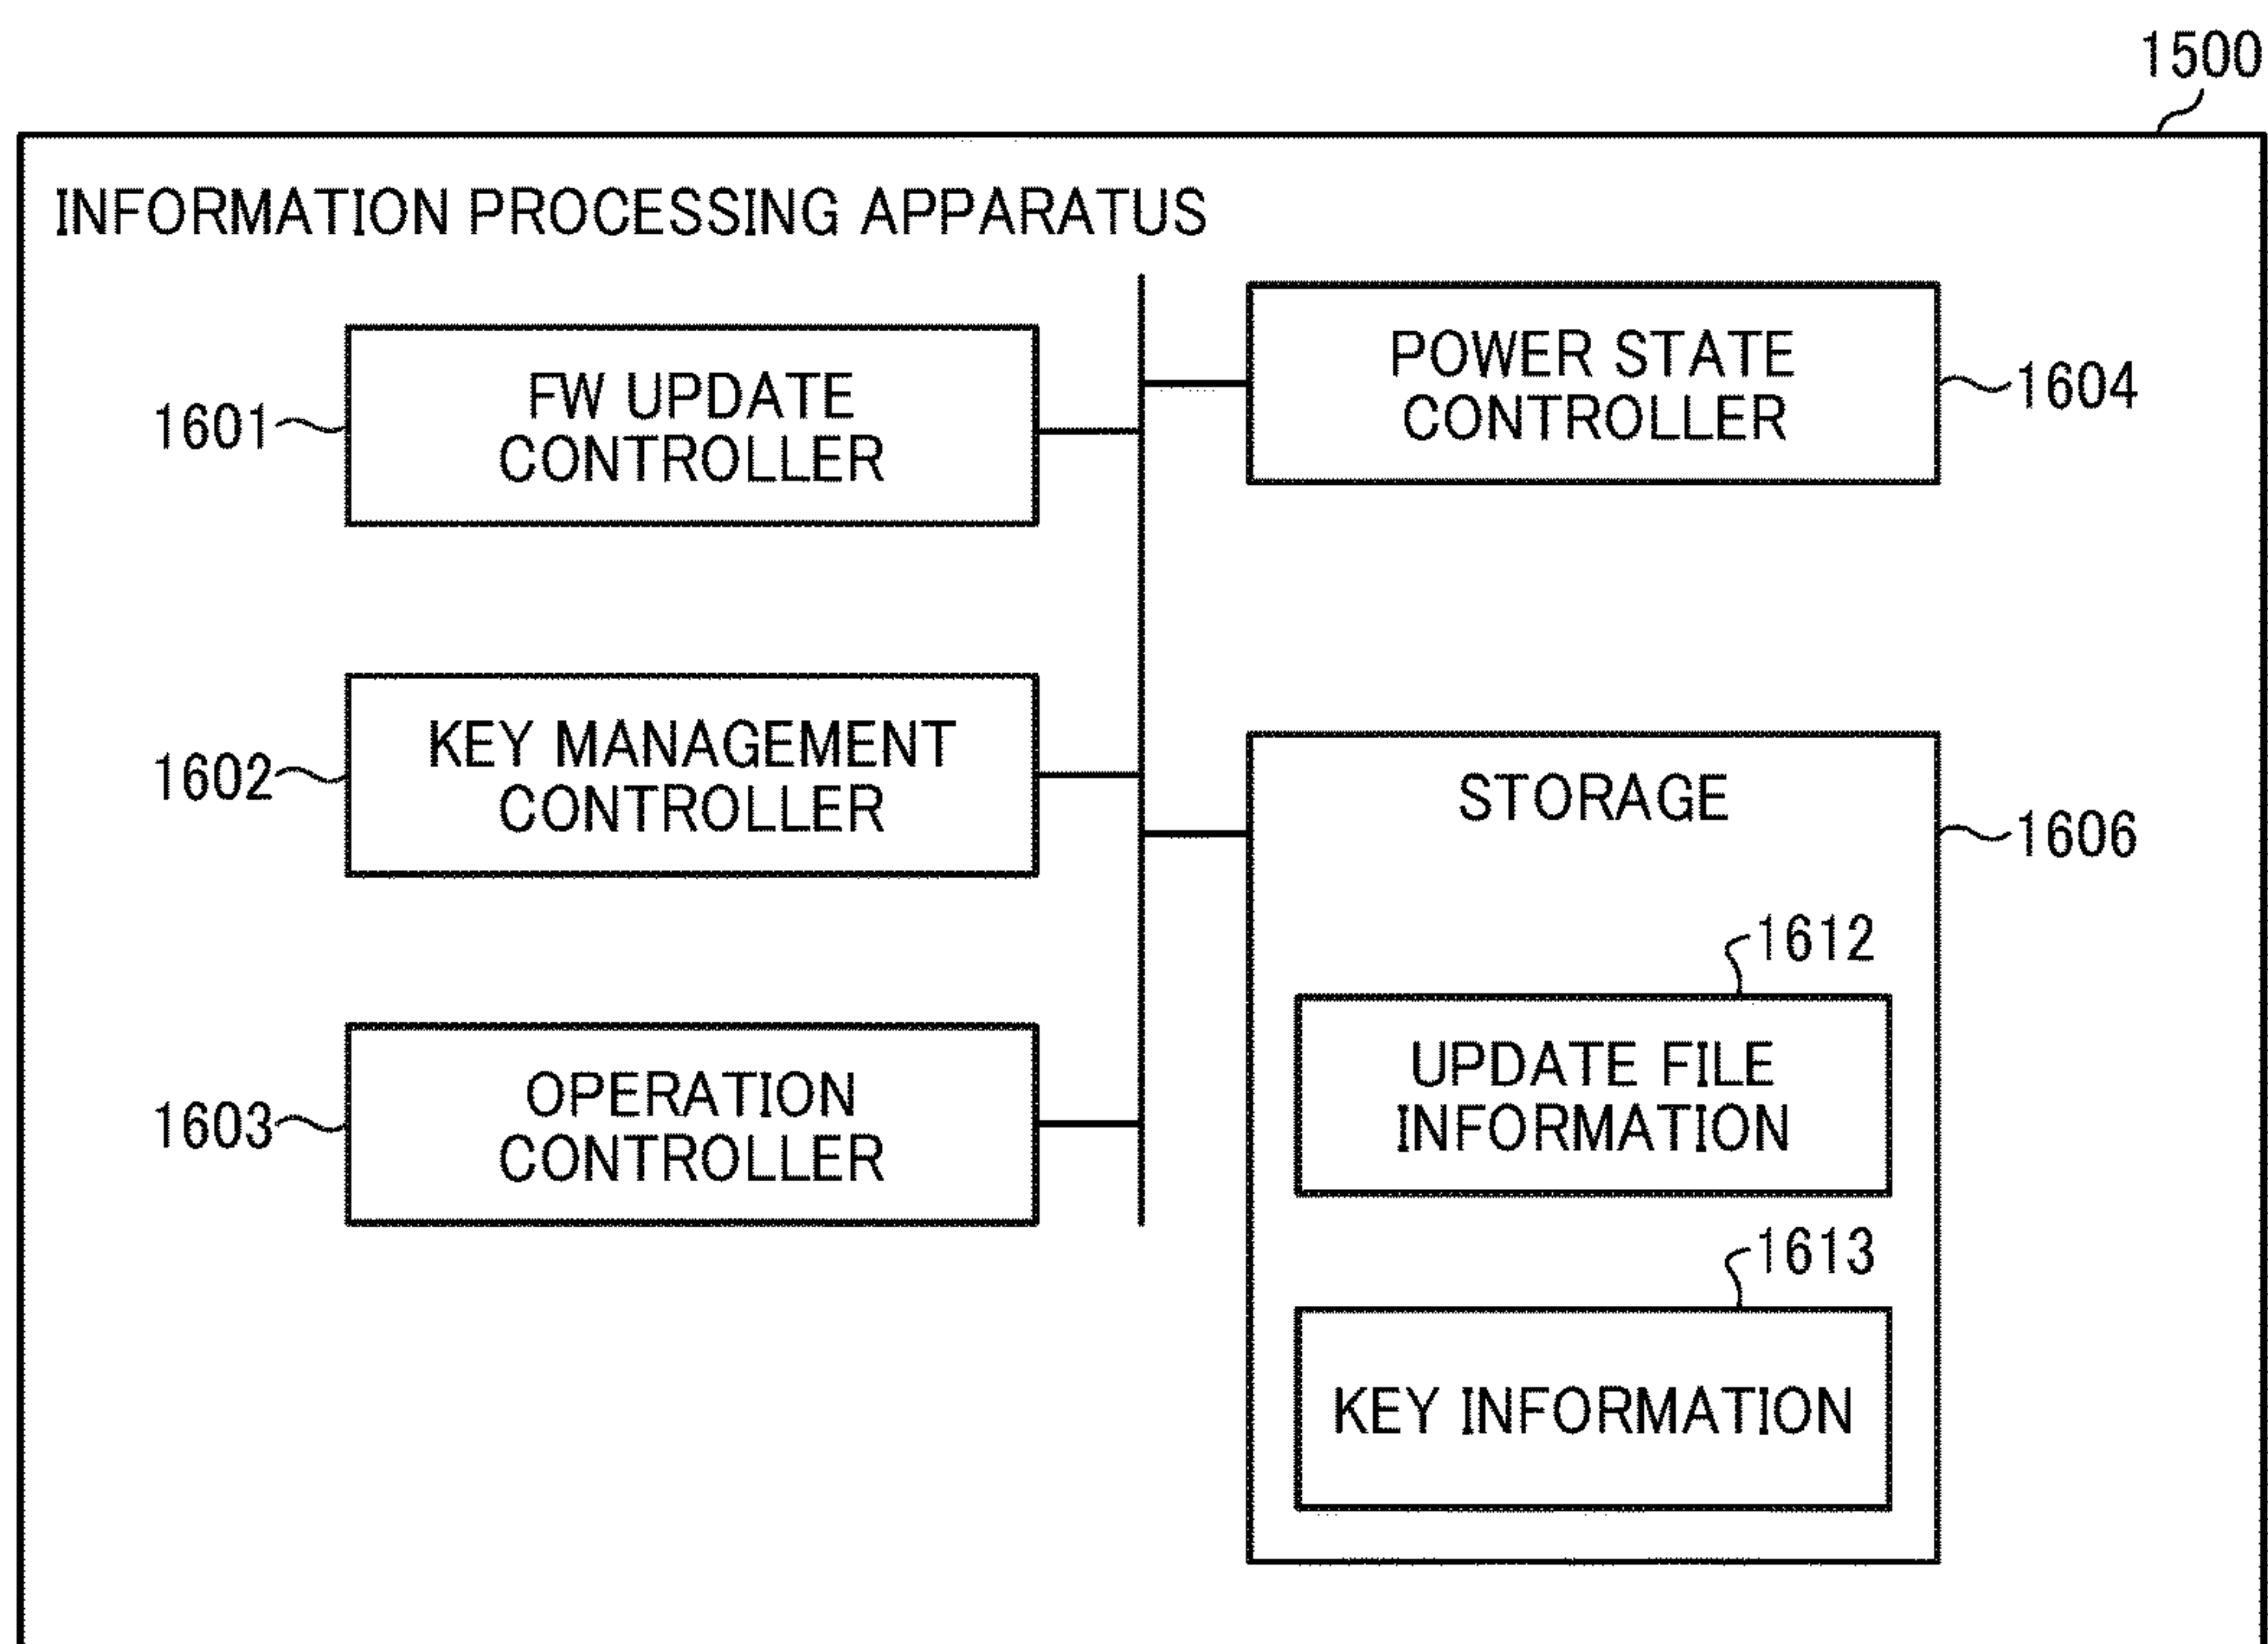 1500
INFORMATION PROCESSING APPARATUS
1601
FW UPDATE
CONTROLLER
POWER STATE
CONTROLLER
1604
1602
KEY MANAGEMENT
CONTROLLER
STORAGE
1606
1612
UPDATE FILE
INFORMATION
1603
OPERATION
CONTROLLER
1613
KEY INFORMATION